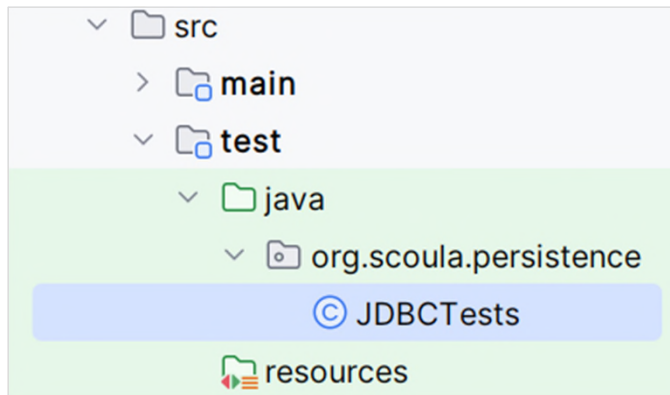 src
main
test
java
org.scoula.persistence
JDBCTests
resources